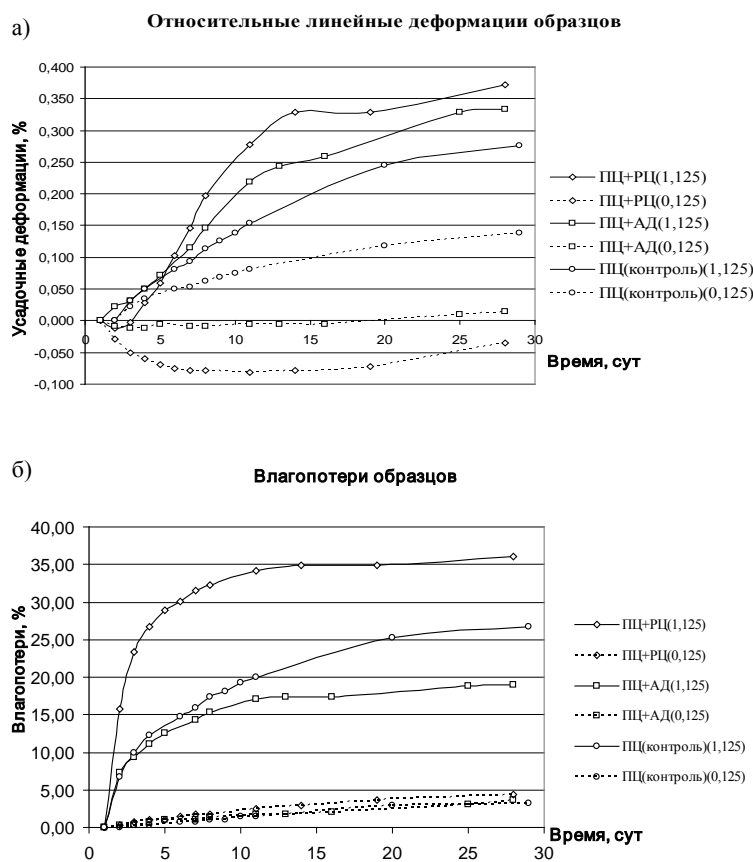 а)
Относительные линейные деформации образцов
Усадочные деформации, %
0,400
0,350
0,300
0,250
0,200
0,150
0,100
0,050
0,000
-0,050
-0,100
0 5 10 15 20 25 30
Время, сут
ПЦ+РЦ(1,125)
ПЦ+РЦ(0,125)
ПЦ+АД(1,125)
ПЦ+АД(0,125)
ПЦ(контроль)(1,125)
ПЦ(контроль)(0,125)
б)
Влагопотери образцов
Влагопотери, %
40,00
35,00
30,00
25,00
20,00
15,00
10,00
5,00
0,00
0 5 10 15 20 25 30
Время, сут
ПЦ+РЦ(1,125)
ПЦ+РЦ(0,125)
ПЦ+АД(1,125)
ПЦ+АД(0,125)
ПЦ(контроль)(1,125)
ПЦ(контроль)(0,125)